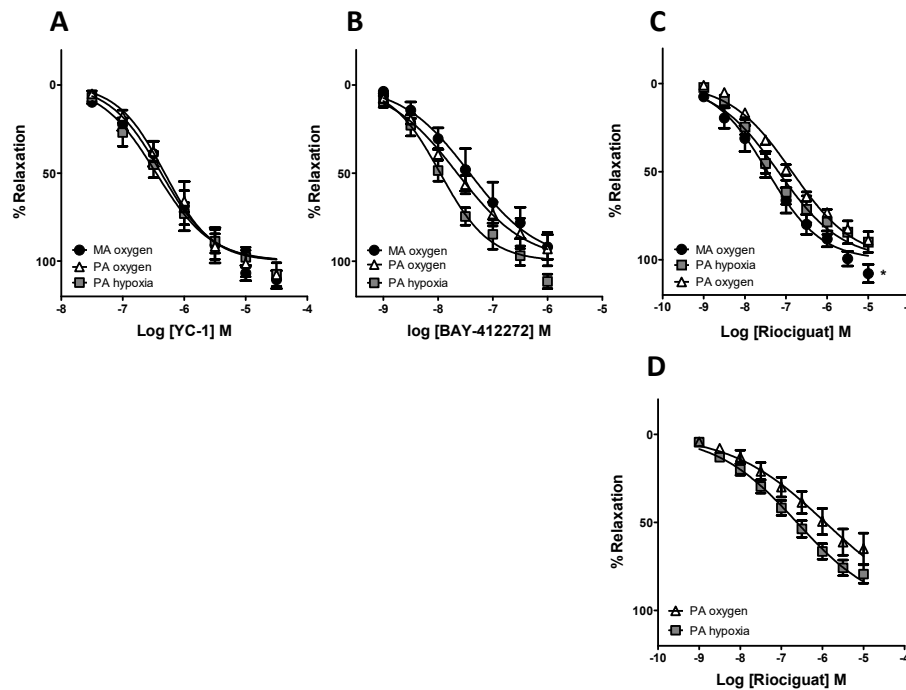 A
% Relaxation
0
50
100
MA oxygen
PA oxygen
PA hypoxia
-8 -7 -6 -5 -4
Log [YC-1] M
B
% Relaxation
0
50
100
MA oxygen
PA oxygen
PA hypoxia
-10 -9 -8 -7 -6 -5
log [BAY-412272] M
C
% Relaxation
0
50
100
*
MA oxygen
PA hypoxia
PA oxygen
-10 -9 -8 -7 -6 -5 -4
Log [Riociguat] M
D
% Relaxation
0
50
100
PA oxygen
PA hypoxia
-10 -9 -8 -7 -6 -5 -4
Log [Riociguat] M